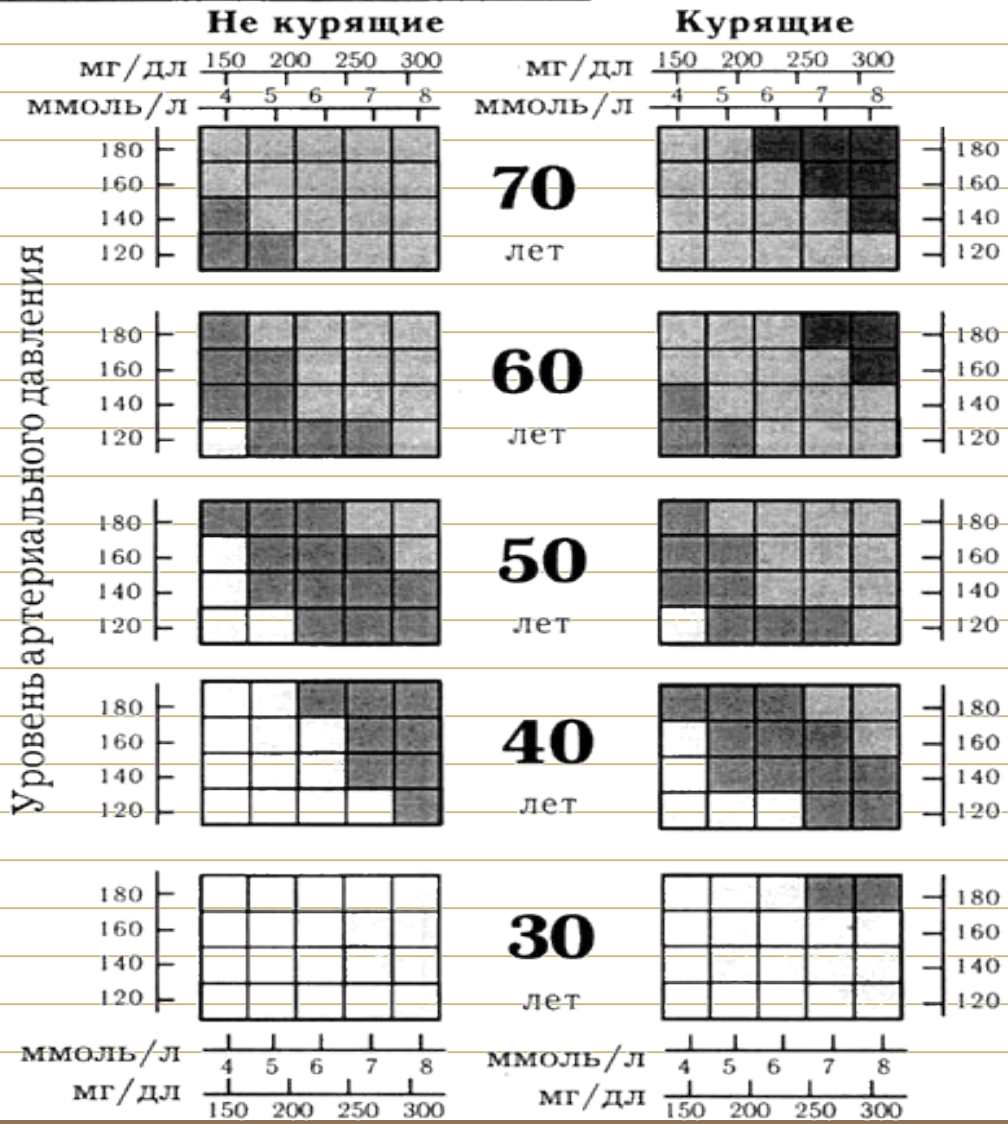 Не курящие Курящие
мг/дл 150 200 250 300 мг/дл 150 200 250 300
ммоль/л 4 5 6 7 8 ммоль/л 4 5 6 7 8
Уровень артериального давления
180 180
160 70 160
140 140
120 лет 120
180 180
160 60 160
140 140
120 лет 120
180 180
160 50 160
140 140
120 лет 120
180 180
160 40 160
140 140
120 лет 120
180 180
160 30 160
140 140
120 лет 120
ммоль/л 4 5 6 7 8 ммоль/л 4 5 6 7 8
мг/дл 150 200 250 300 мг/дл 150 200 250 300